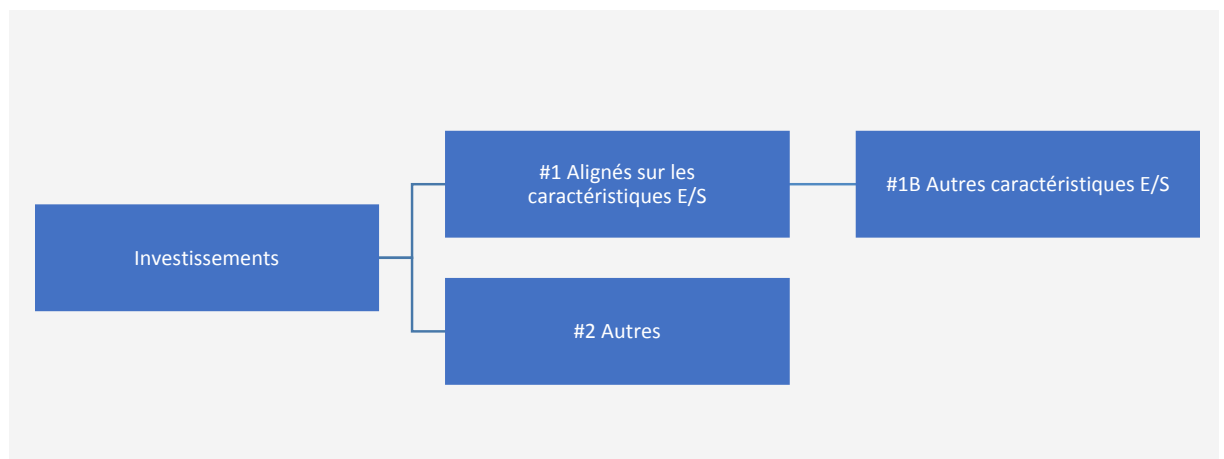 #1 Alignés sur les
caractéristiques E/S
#1B Autres caractéristiques E/S
Investissements
#2 Autres